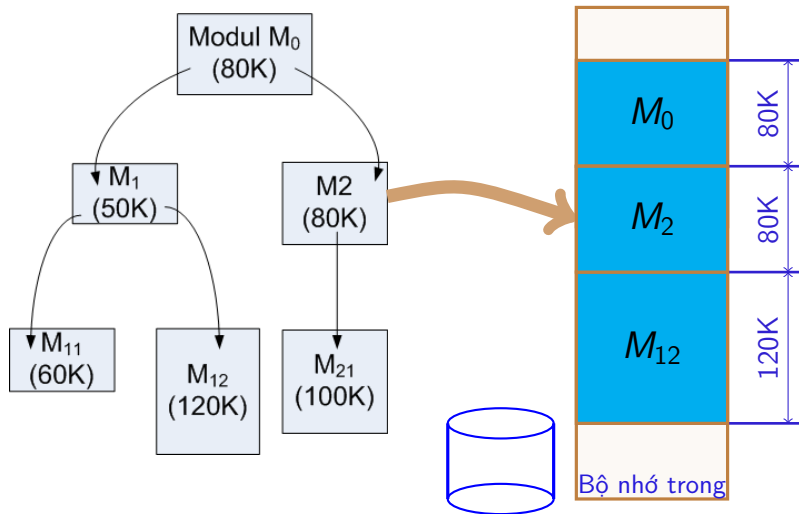 Modul M₀
(80K)
M₁
(50K)
M2
(80K)
M₁₁
(60K)
M₁₂
(120K)
M₂₁
(100K)
M₀
80K
M₂
80K
M₁₂
120K
Bộ nhớ trong